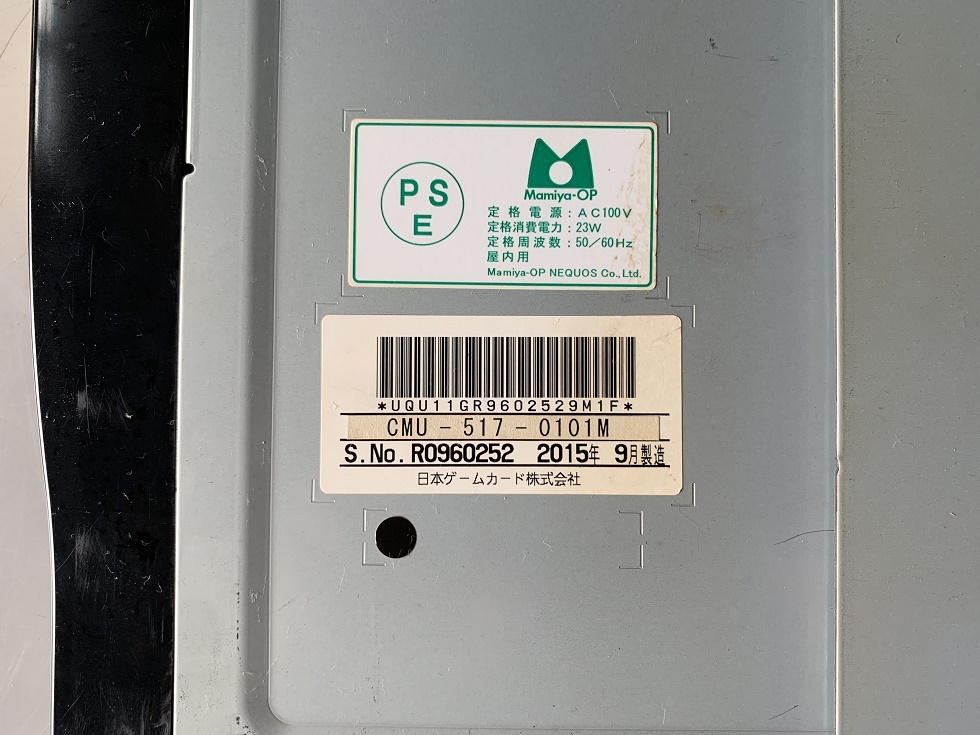 PS
E
Mamiya-OP
定格電源:AC100V
定格消費電力:23W
定格周波数:50/60Hz
屋内用
Mamiya-OP NEQUOS Co.,Ltd.
*UQU11GR9602529M1F*
CMU-517-0101M
S.No.R0960252 2015年 9月製造
日本ゲームカード株式会社